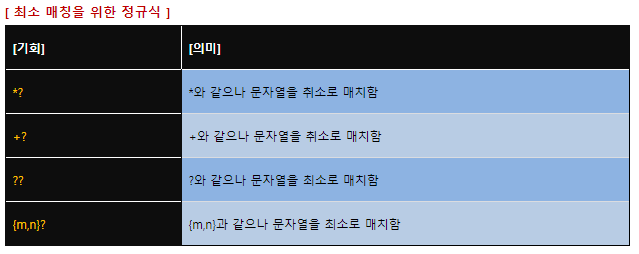 [ 최소 매칭을 위한 정규식 ]
[기회] [의미]
*? *와 같으나 문자열을 취소로 매치함
+? +와 같으나 문자열을 취소로 매치함
?? ?와 같으나 문자열을 최소로 매치함
{m,n}? {m,n}과 같으나 문자열을 최소로 매치함